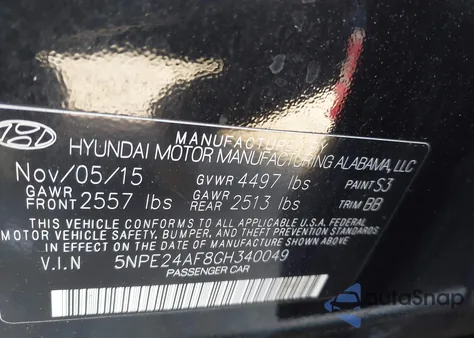 MANUFACTURED BY
HYUNDAI MOTOR MANUFACTURING ALABAMA, LLC
Nov/05/15 GVWR 4497 lbs PAINT S3
GAWR FRONT 2557 lbs GAWR REAR 2513 lbs TRIM BB
THIS VEHICLE CONFORMS TO ALL APPLICABLE U.S.A. FEDERAL
MOTOR VEHICLE SAFETY, BUMPER, AND THEFT PREVENTION STANDARDS
IN EFFECT ON THE DATE OF MANUFACTURE SHOWN ABOVE.
V.I.N 5NPE24AF8GH340049
PASSENGER CAR
AutoSnap